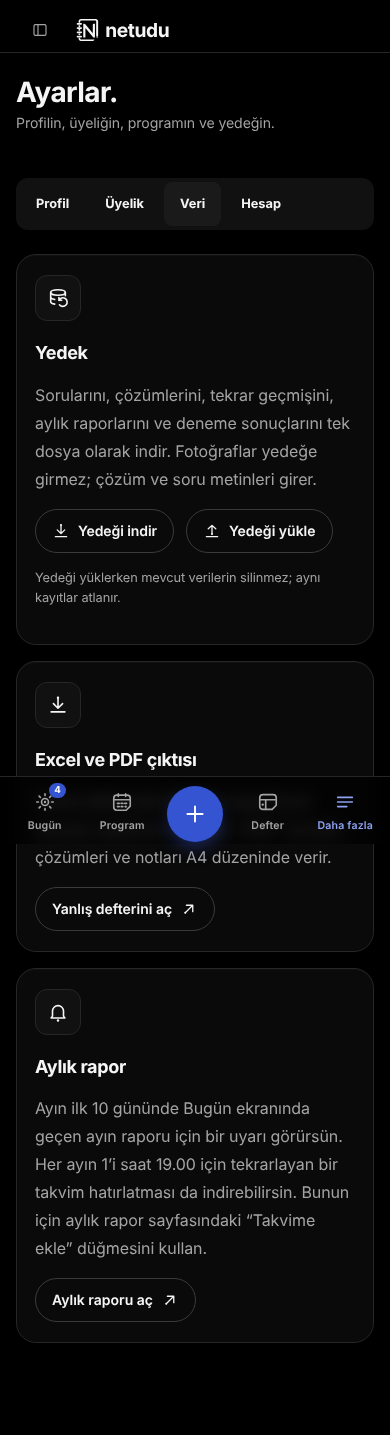 netudu
Ayarlar.
Profilin, üyeliğin, programın ve yedeğin.
Profil
Üyelik
Veri
Hesap
Yedek
Sorularını, çözümlerini, tekrar geçmişini,
aylık raporlarını ve deneme sonuçlarını tek
dosya olarak indir. Fotoğraflar yedeğe
girmez; çözüm ve soru metinleri girer.
Yedeği indir
Yedeği yükle
Yedeği yüklerken mevcut verilerin silinmez; aynı
kayıtlar atlanır.
Excel ve PDF çıktısı
4
Bugün
Program
Defter
Daha fazla
çözümleri ve notları A4 düzeninde verir.
Yanlış defterini aç
Aylık rapor
Ayın ilk 10 gününde Bugün ekranında
geçen ayın raporu için bir uyarı görürsün.
Her ayın 1’i saat 19.00 için tekrarlayan bir
takvim hatırlatması da indirebilirsin. Bunun
için aylık rapor sayfasındaki “Takvime
ekle” düğmesini kullan.
Aylık raporu aç